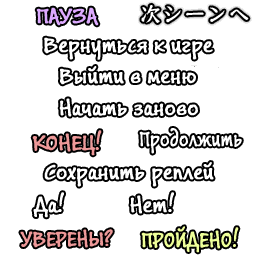 ПАУЗА 次シーンへ
Вернуться к игре
Выйти в меню
Начать заново
КОНЕЦ! Продолжить
Сохранить реплей
Да! Нет!
УВЕРЕНЫ? ПРОЙДЕНО!